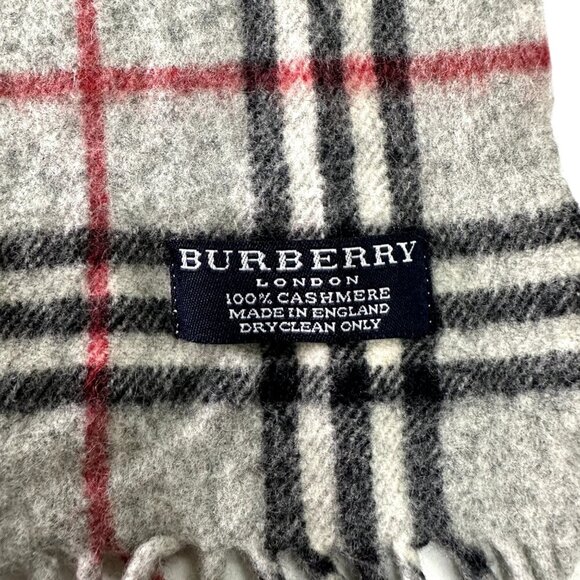 BURBERRY
LONDON
100% CASHMERE
MADE IN ENGLAND
DRYCLEAN ONLY